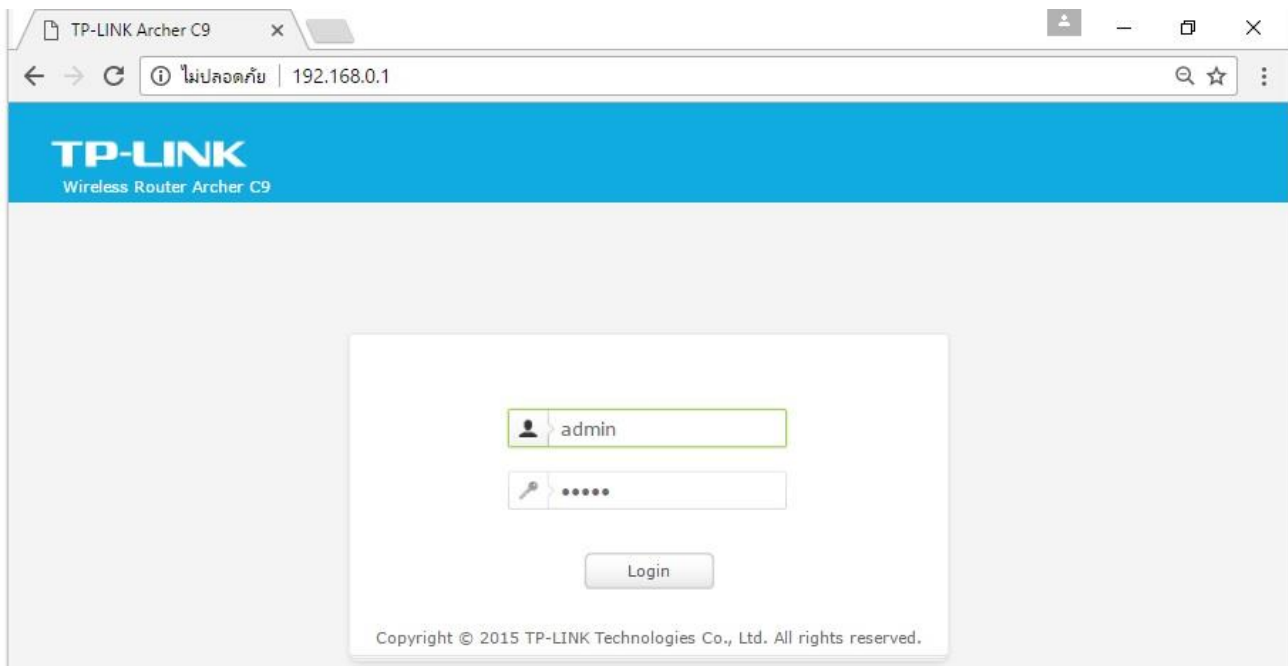 TP-LINK Archer C9
ไม่ปลอดภัย | 192.168.0.1
TP-LINK
Wireless Router Archer C9
admin
•••••
Login
Copyright © 2015 TP-LINK Technologies Co., Ltd. All rights reserved.